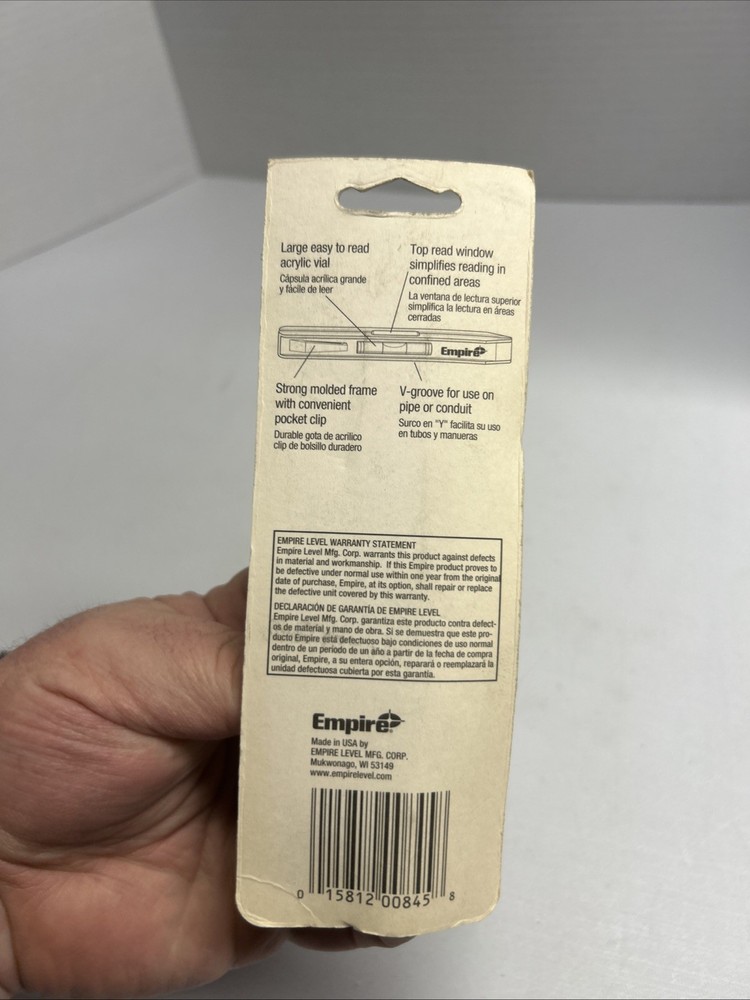 Large easy to read
acrylic vial
Cápsula acrílica grande
y fácile de leer
Top read window
simplifies reading in
confined areas
La ventana de lectura superior
simplifica la lectura en áreas
cerradas
Empire
Strong molded frame
with convenient
pocket clip
Durable gota de acrílico
clip de bolsillo duradero
V-groove for use on
pipe or conduit
Surco en "Y" facilita su uso
en tubos y manueras
EMPIRE LEVEL WARRANTY STATEMENT
Empire Level Mfg. Corp. warrants this product against defects
in material and workmanship. If this Empire product proves to
be defective under normal use within one year from the original
date of purchase, Empire, at its option, shall repair or replace
the defective unit covered by this warranty.
DECLARACIÓN DE GARANTÍA DE EMPIRE LEVEL
Empire Level Mfg. Corp. garantiza este producto contra defect-
os de material y mano de obra. Si se demuestra que este pro-
ducto Empire está defectuoso bajo condiciones de uso normal
dentro de un período de un año a partir de la fecha de compra
original, Empire, a su entera opción, reparará o reemplazará la
unidad defectuosa cubierta por esta garantía.
Empire
Made in USA by
EMPIRE LEVEL MFG. CORP.
Mukwonago, WI 53149
www.empirelevel.com
0 15812 00845 8